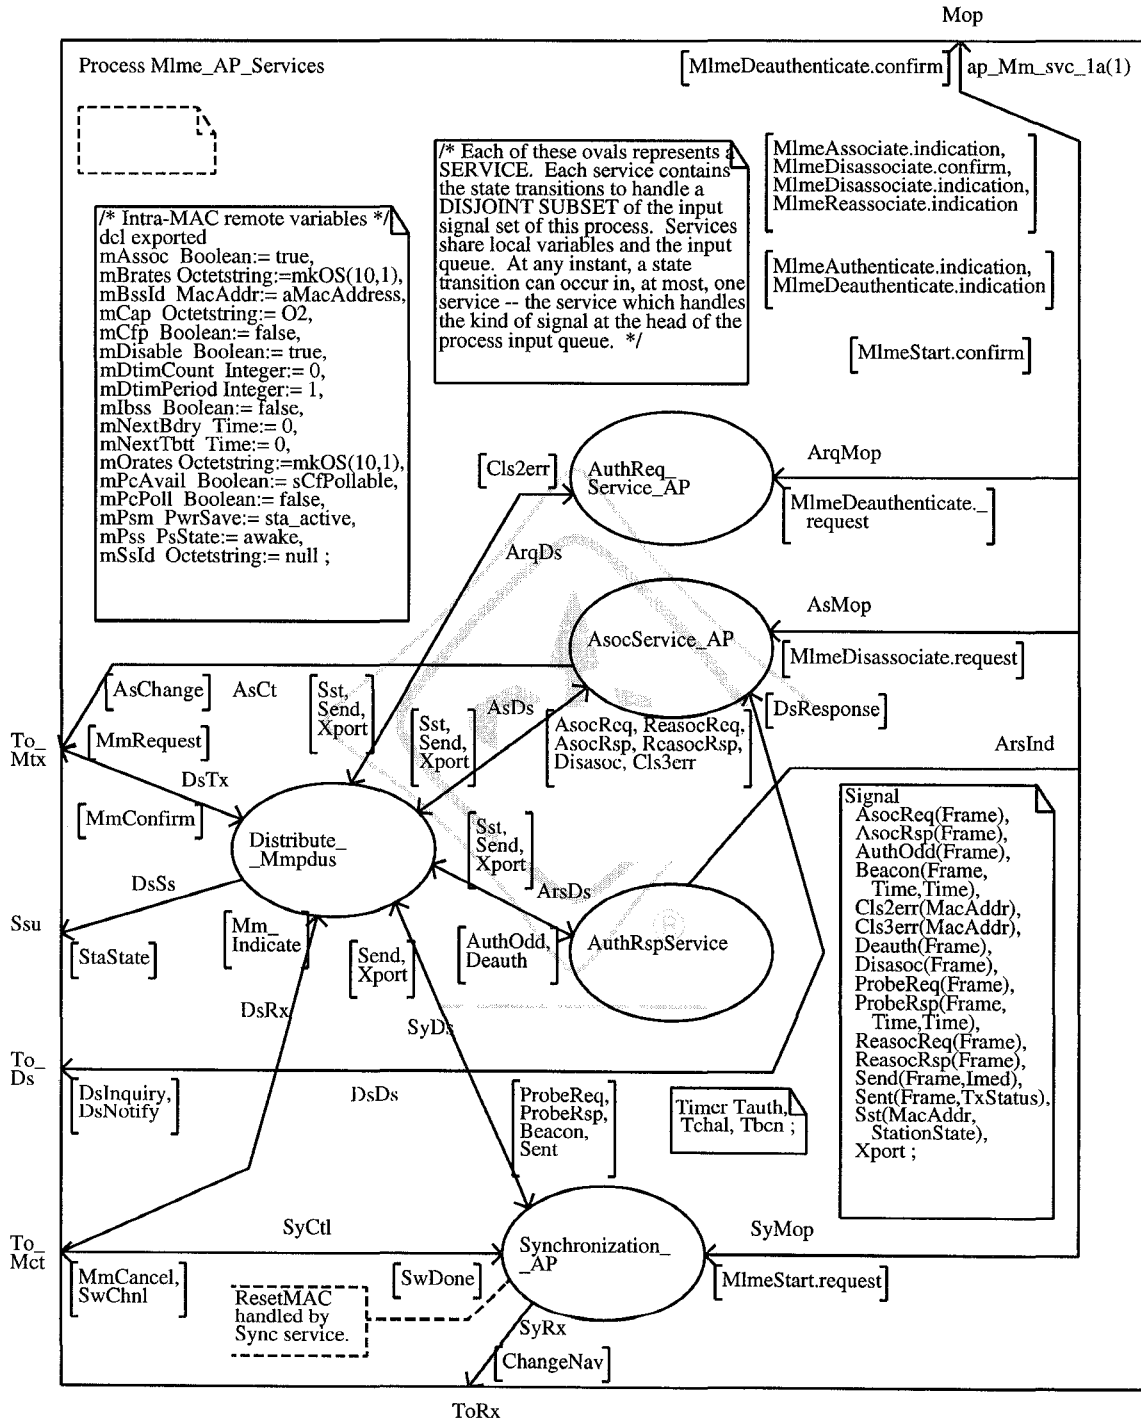 Mop
Process Mlme_AP_Services
MlmeDeauthenticate.confirm
ap_Mm_svc_1a(1)
/* Each of these ovals represents a
SERVICE. Each service contains
the state transitions to handle a
DISJOINT SUBSET of the input
signal set of this process. Services
share local variables and the input
queue. At any instant, a state
transition can occur in, at most, one
service -- the service which handles
the kind of signal at the head of the
process input queue. */
MlmeAssociate.indication,
MlmeDisassociate.confirm,
MlmeDisassociate.indication,
MlmeReassociate.indication
MlmeAuthenticate.indication,
MlmeDeauthenticate.indication
MlmeStart.confirm
/* Intra-MAC remote variables */
dcl exported
mAssoc Boolean:= true,
mBrates Octetstring:=mkOS(10,1),
mBssId MacAddr:= aMacAddress,
mCap Octetstring:= O2,
mCfp Boolean:= false,
mDisable Boolean:= true,
mDtimCount Integer:= 0,
mDtimPeriod Integer:= 1,
mIbss Boolean:= false,
mNextBdry Time:= 0,
mNextTbtt Time:= 0,
mOrates Octetstring:=mkOS(10,1),
mPcAvail Boolean:= sCfPollable,
mPcPoll Boolean:= false,
mPsm PwrSave:= sta_active,
mPss PsState:= awake,
mSsId Octetstring:= null ;
Cls2err
AuthReq_
Service_AP
ArqMop
MlmeDeauthenticate._
request
ArqDs
AsocService_AP
AsMop
MlmeDisassociate.request
AsChange
AsCt
Sst,
Send,
Xport
AsDs
Sst,
Send,
Xport
AsocReq, ReasocReq,
AsocRsp, ReasocRsp,
Disasoc, Cls3err
DsResponse
ArsInd
To_
Mtx
MmRequest
DsTx
MmConfirm
Distribute_
_Mmpdus
Sst,
Send,
Xport
ArsDs
DsSs
Ssu
StaState
Mm_
Indicate
Send,
Xport
AuthOdd,
Deauth
AuthRspService
®
Signal
AsocReq(Frame),
AsocRsp(Frame),
AuthOdd(Frame),
Beacon(Frame,
Time,Time),
Cls2err(MacAddr),
Cls3err(MacAddr),
Deauth(Frame),
Disasoc(Frame),
ProbeReq(Frame),
ProbeRsp(Frame,
Time,Time),
ReasocReq(Frame),
ReasocRsp(Frame),
Send(Frame,Imed),
Sent(Frame,TxStatus),
Sst(MacAddr,
StationState),
Xport ;
DsRx
SyDs
To_
Ds
DsInquiry,
DsNotify
DsDs
ProbeReq,
ProbeRsp,
Beacon,
Sent
Timer Tauth,
Tchal, Tbcn ;
To_
Mct
SyCtl
MmCancel,
SwChnl
SwDone
Synchronization_
_AP
SyMop
MlmeStart.request
ResetMAC
handled by
Sync service.
SyRx
ChangeNav
ToRx